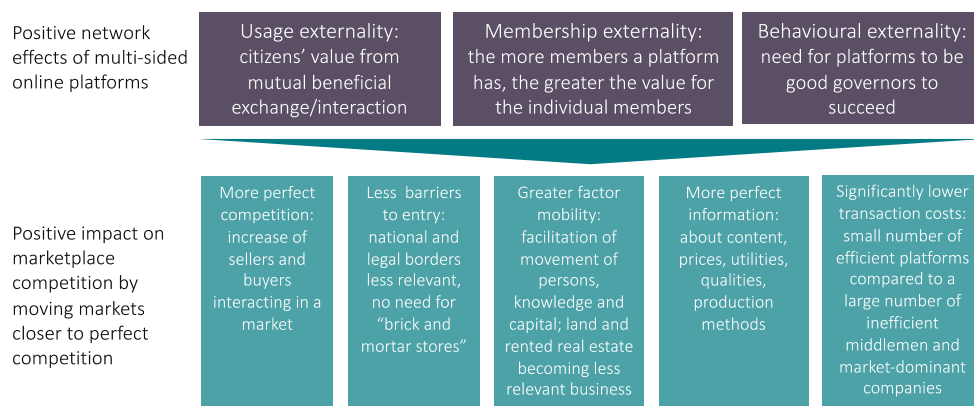 Positive network
effects of multi-sided
online platforms
Usage externality:
citizens’ value from
mutual beneficial
exchange/interaction
Membership externality:
the more members a platform
has, the greater the value for
the individual members
Behavioural externality:
need for platforms to be
good governors to
succeed
Positive impact on
marketplace
competition by
moving markets
closer to perfect
competition
More perfect
competition:
increase of
sellers and
buyers
interacting in a
market
Less barriers
to entry:
national and
legal borders
less relevant,
no need for
“brick and
mortar stores”
Greater factor
mobility:
facilitation of
movement of
persons,
knowledge and
capital; land and
rented real estate
becoming less
relevant business
More perfect
information:
about content,
prices, utilities,
qualities,
production
methods
Significantly lower
transaction costs:
small number of
efficient platforms
compared to a
large number of
inefficient
middlemen and
market-dominant
companies